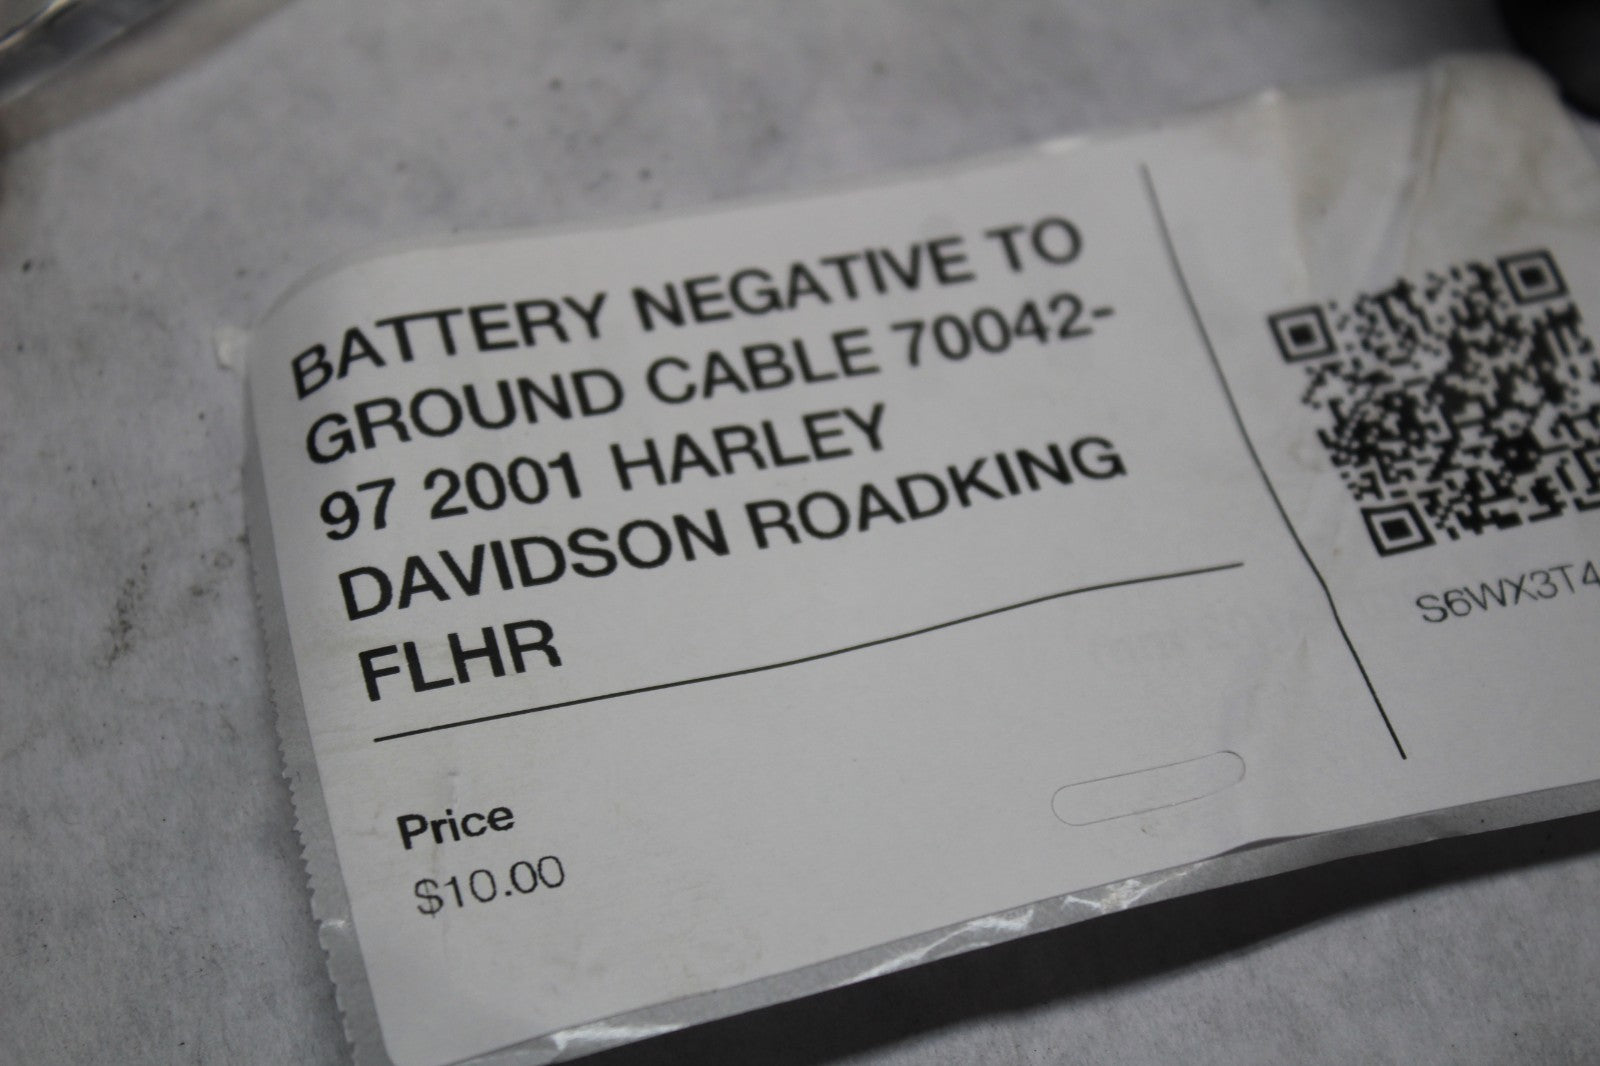 BATTERY NEGATIVE TO
GROUND CABLE 70042-
97 2001 HARLEY
DAVIDSON ROADKING
FLHR
Price
$10.00
S6WX3T4